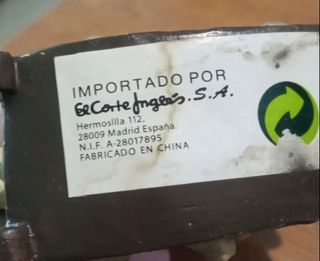 IMPORTADO POR
El Corte Inglés. S.A.
Hermosilla 112,
28009 Madrid España.
N.I.F. A-28017895
FABRICADO EN CHINA